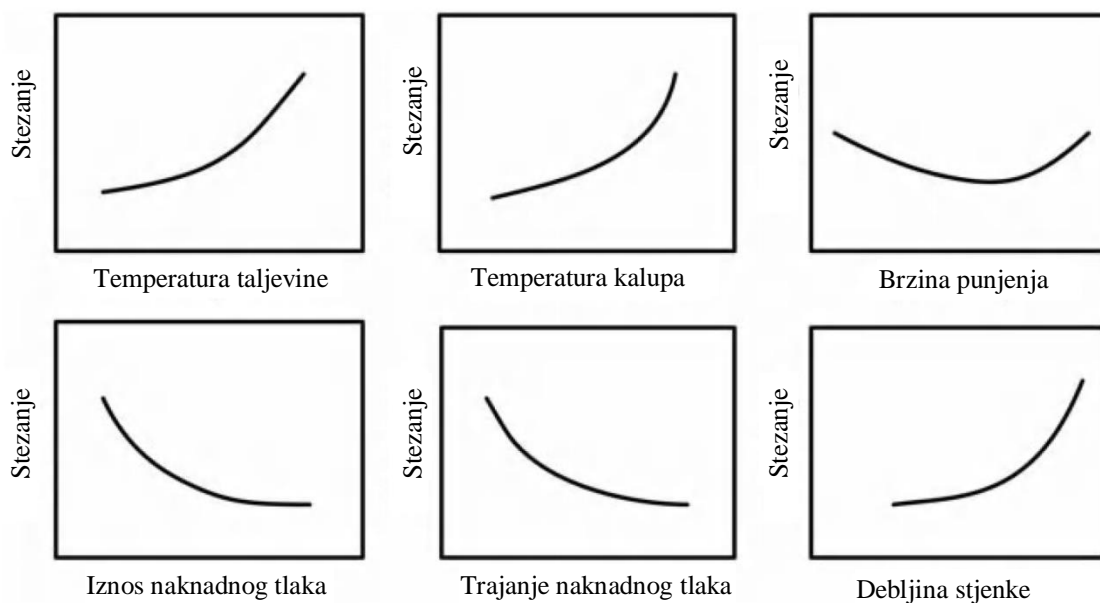 Stezanje
Temperatura taljevine
Stezanje
Temperatura kalupa
Stezanje
Brzina punjenja
Stezanje
Iznos naknadnog tlaka
Stezanje
Trajanje naknadnog tlaka
Stezanje
Debljina stjenke